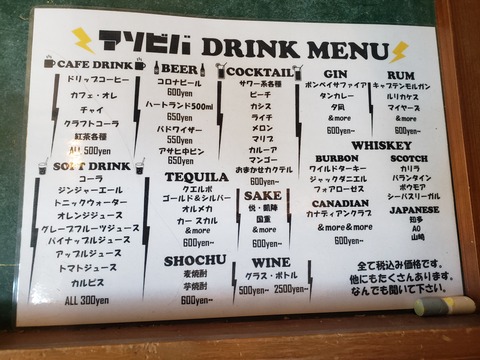 アソビバ DRINK MENU
CAFE DRINK
ドリップコーヒー
カフェ・オレ
チャイ
クラフトコーラ
紅茶各種
ALL 500yen
SOFT DRINK
コーラ
ジンジャーエール
トニックウォーター
オレンジジュース
グレープフルーツジュース
パイナップルジュース
アップルジュース
トマトジュース
カルピス
ALL 300yen
BEER
コロナビール
600yen
ハートランド500ml
650yen
バドワイザー
550yen
アサヒ中ビン
650yen
TEQUILA
クエルボ
ゴールド&シルバー
オルメカ
カー スカル
&more
600yen~
SHOCHU
麦焼酎
芋焼酎
600yen~
COCKTAIL
サワー系各種
ピーチ
カシス
ライチ
メロン
マリブ
カルーア
マンゴー
おまかせカクテル
600yen~
SAKE
悦・凱陣
国重
&more
600yen~
WINE
グラス・ボトル
500yen~ 2500yen~
GIN
ボンベイサファイア
タンカレー
夕凪
&more
600yen~
RUM
キャプテンモルガン
ルリカケス
マイヤーズ
&more
600yen~
WHISKEY
BURBON
ワイルドターキー
ジャックダニエル
フォアローゼス
CANADIAN
カナディアンクラブ
&more&more
600yen~
SCOTCH
カリラ
バランタイン
ボウモア
シーバスリーガル
JAPANESE
知多
AO
山崎
全て税込み価格です。
他にもたくさんあります。
なんでも聞いて下さい。